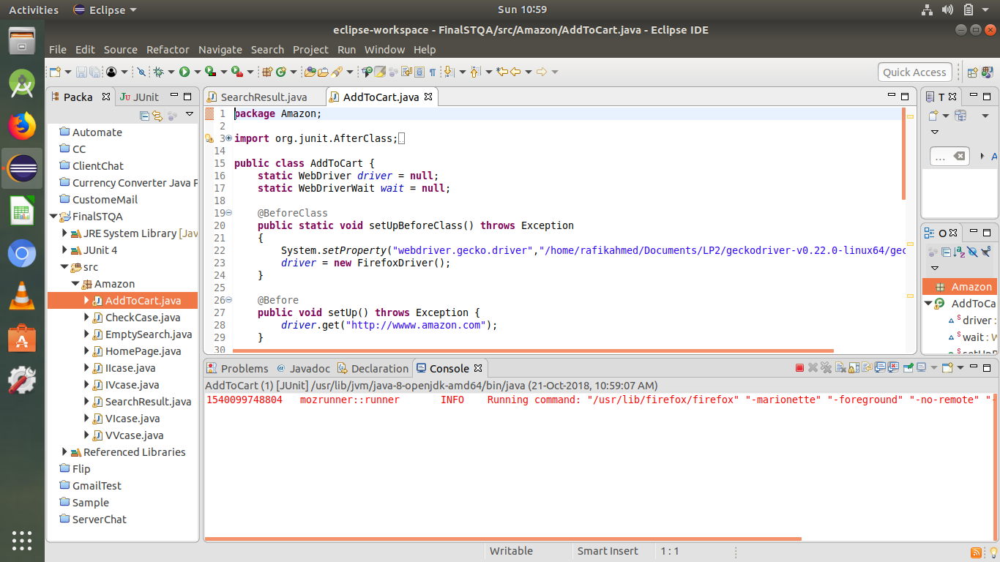 Activities
Eclipse
Sun 10:59
eclipse-workspace - FinalSTQA/src/Amazon/AddToCart.java - Eclipse IDE
File Edit Source Refactor Navigate Search Project Run Window Help
Quick Access
Packa
JUnit
Automate
CC
ClientChat
Currency Converter Java P
CustomeMail
FinalSTQA
JRE System Library [Jav
JUnit 4
src
Amazon
AddToCart.java
CheckCase.java
EmptySearch.java
HomePage.java
IIcase.java
IVcase.java
SearchResult.java
VIcase.java
VVcase.java
Referenced Libraries
Flip
GmailTest
Sample
ServerChat
SearchResult.java
AddToCart.java
1 package Amazon;
2
3 import org.junit.AfterClass;
14
15 public class AddToCart {
16 static WebDriver driver = null;
17 static WebDriverWait wait = null;
18
19 @BeforeClass
20 public static void setUpBeforeClass() throws Exception
21 {
22 System.setProperty("webdriver.gecko.driver","/home/rafikahmed/Documents/LP2/geckodriver-v0.22.0-linux64/gec
23 driver = new FirefoxDriver();
24 }
25
26 @Before
27 public void setUp() throws Exception {
28 driver.get("http://wwww.amazon.com");
29 }
30
T
...
A
O
Amazon
AddToCa
driver :
wait : W
setUpB
Problems
@ Javadoc
Declaration
Console
AddToCart (1) [JUnit] /usr/lib/jvm/java-8-openjdk-amd64/bin/java (21-Oct-2018, 10:59:07 AM)
1540099748804 mozrunner::runner INFO Running command: "/usr/lib/firefox/firefox" "-marionette" "-foreground" "-no-remote" "-
Writable
Smart Insert
1 : 1